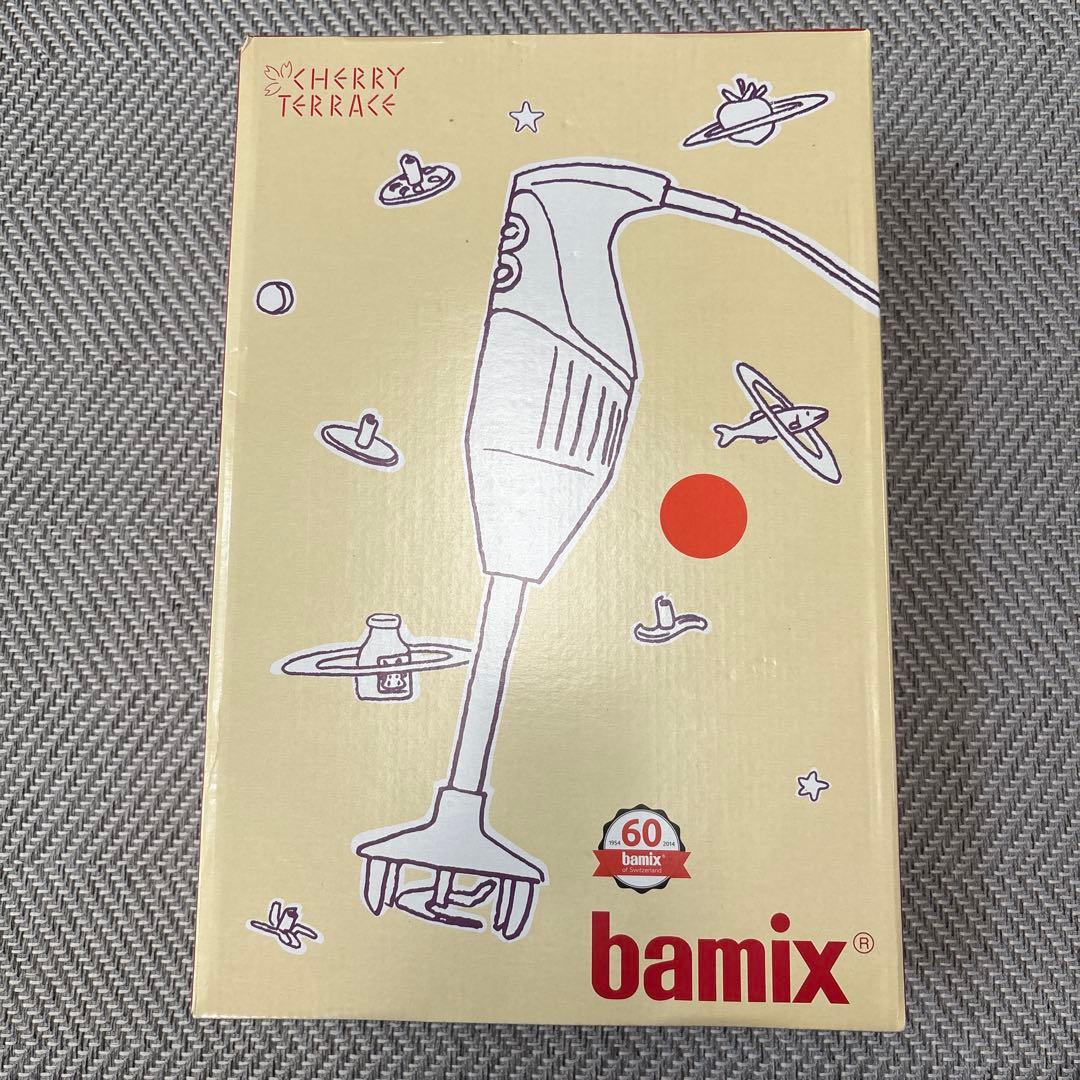 CHERRY
TERRACE
60
1954
2014
bamix®
of Switzerland
bamix®